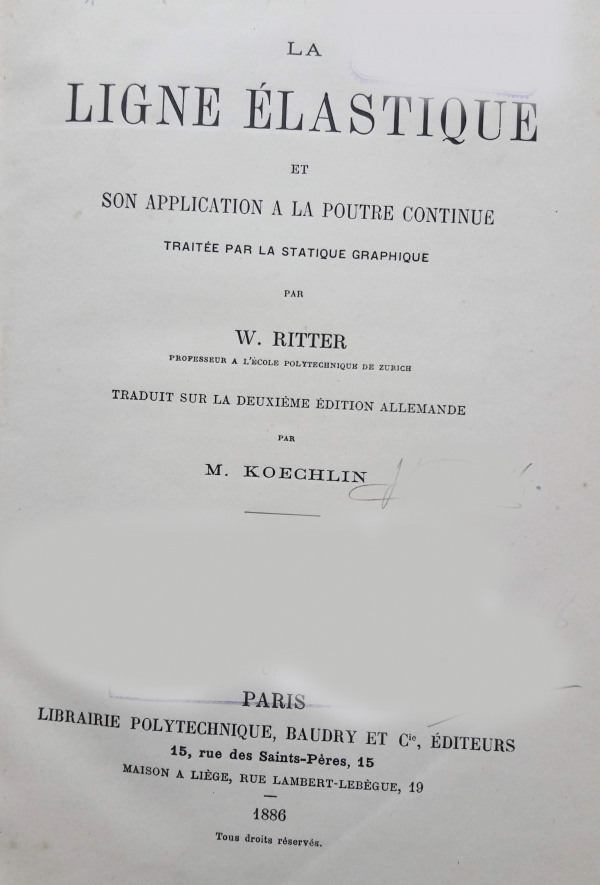 LA
LIGNE ÉLASTIQUE
ET
SON APPLICATION A LA POUTRE CONTINUE
TRAITÉE PAR LA STATIQUE GRAPHIQUE
PAR
W. RITTER
PROFESSEUR A L'ÉCOLE POLYTECHNIQUE DE ZURICH
TRADUIT SUR LA DEUXIÈME ÉDITION ALLEMANDE
PAR
M. KOECHLIN
PARIS
LIBRAIRIE POLYTECHNIQUE, BAUDRY ET Cie, ÉDITEURS
15, rue des Saints-Pères, 15
MAISON A LIÈGE, RUE LAMBERT-LEBÈGUE, 19
1886
Tous droits réservés.